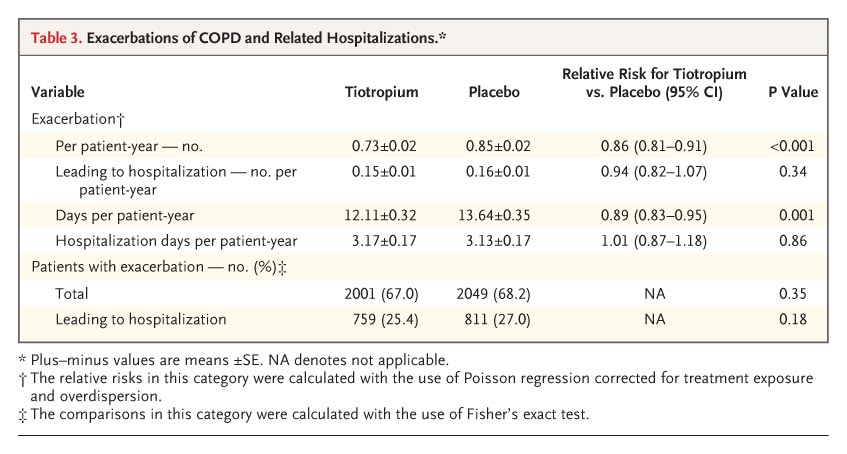 Table 3. Exacerbations of COPD and Related Hospitalizations.*
Variable Tiotropium Placebo Relative Risk for Tiotropium vs. Placebo (95% CI) P Value
Exacerbation†
Per patient-year — no. 0.73±0.02 0.85±0.02 0.86 (0.81–0.91) <0.001
Leading to hospitalization — no. per 0.15±0.01 0.16±0.01 0.94 (0.82–1.07) 0.34
patient-year
Days per patient-year 12.11±0.32 13.64±0.35 0.89 (0.83–0.95) 0.001
Hospitalization days per patient-year 3.17±0.17 3.13±0.17 1.01 (0.87–1.18) 0.86
Patients with exacerbation — no. (%)‡
Total 2001 (67.0) 2049 (68.2) NA 0.35
Leading to hospitalization 759 (25.4) 811 (27.0) NA 0.18
* Plus–minus values are means ±SE. NA denotes not applicable.
† The relative risks in this category were calculated with the use of Poisson regression corrected for treatment exposure
and overdispersion.
‡ The comparisons in this category were calculated with the use of Fisher's exact test.